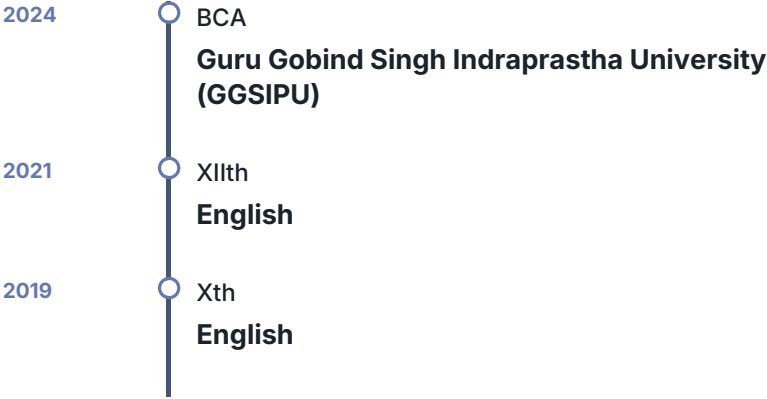 2024
BCA
Guru Gobind Singh Indraprastha University
(GGSIPU)
2021
XIIth
English
2019
Xth
English